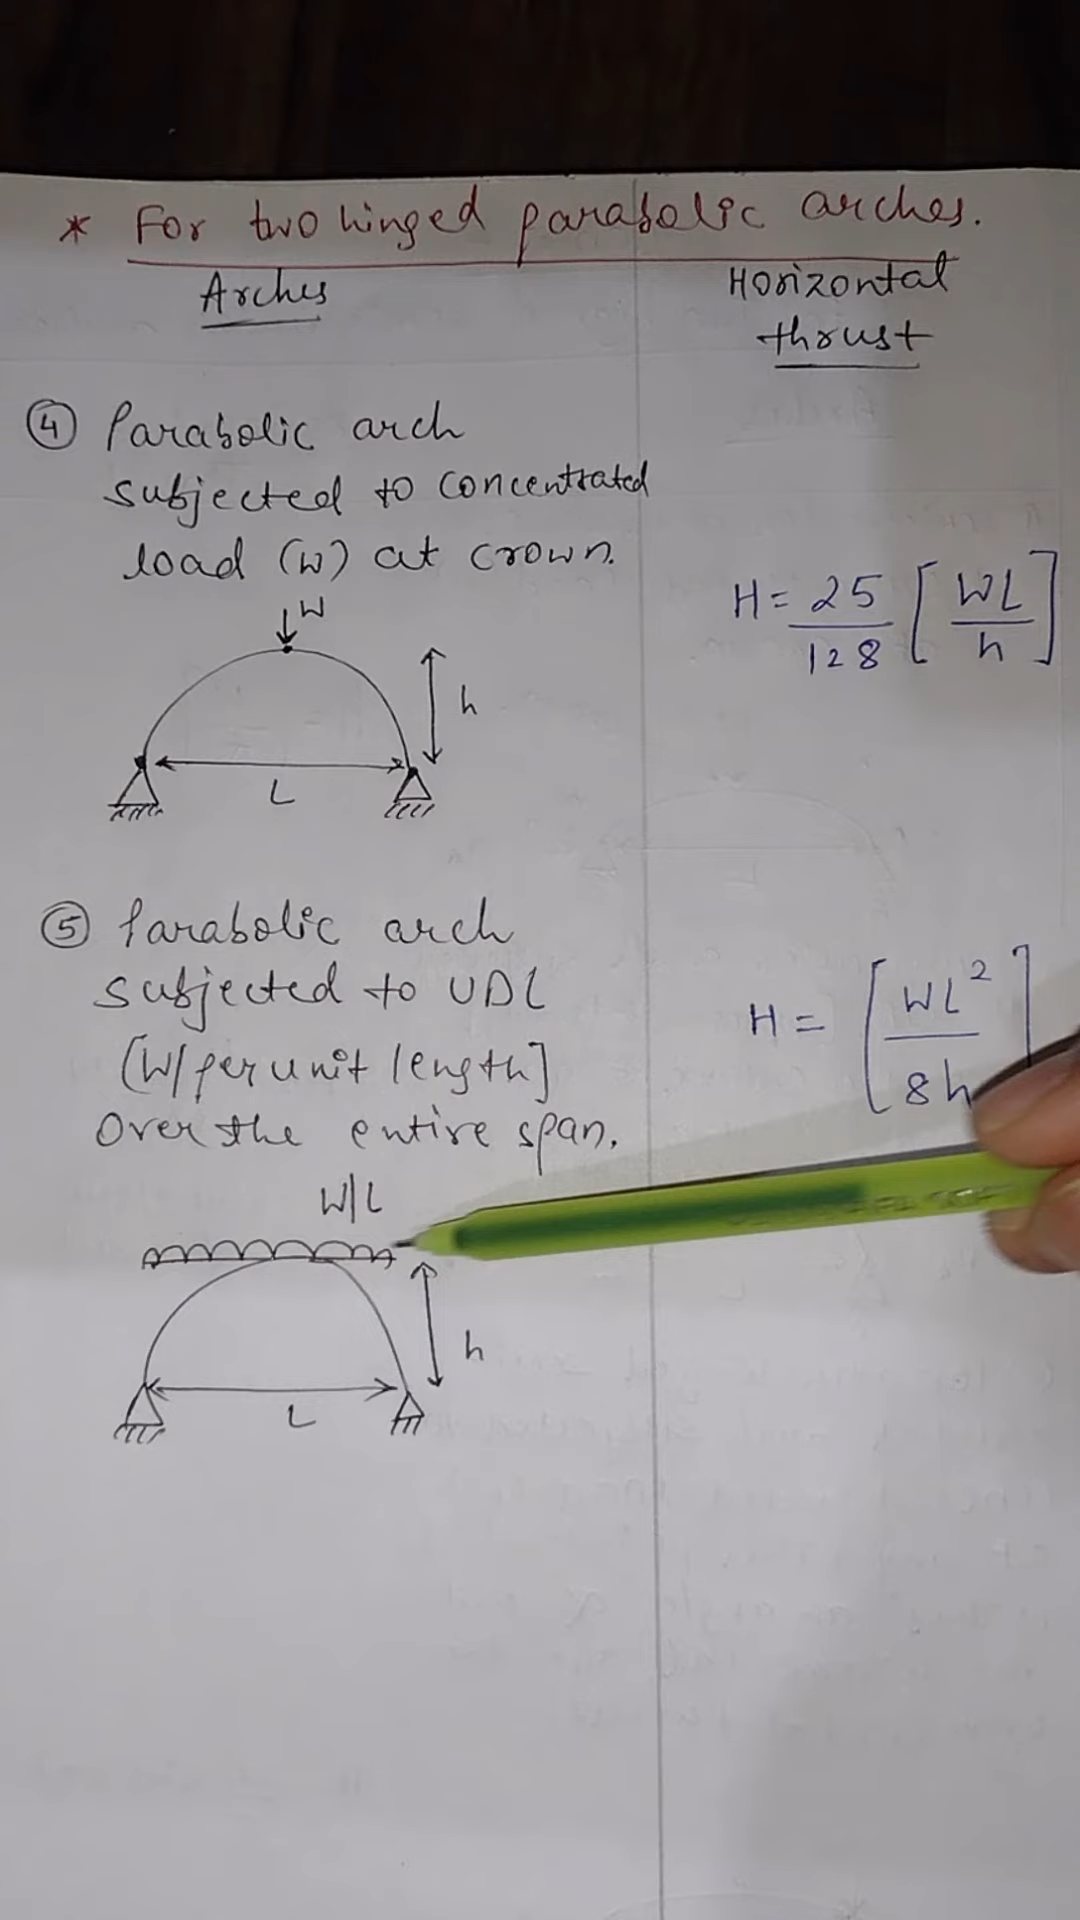 * For two hinged parabolic arches.
Arches
Horizontal
thrust
④ Parabolic arch
subjected to concentrated
load (W) at crown.
H = 25/128 [WL/h]
↓W
h
L
⑤ Parabolic arch
subjected to UDL
[W/per unit length]
Over the entire span.
H = [WL²/8h]
W/L
h
L